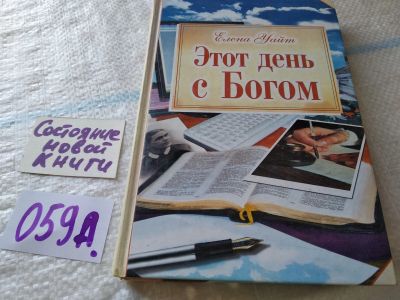 Елена Уайт
Этот день
с Богом
Состояние
новой
книги
059д.